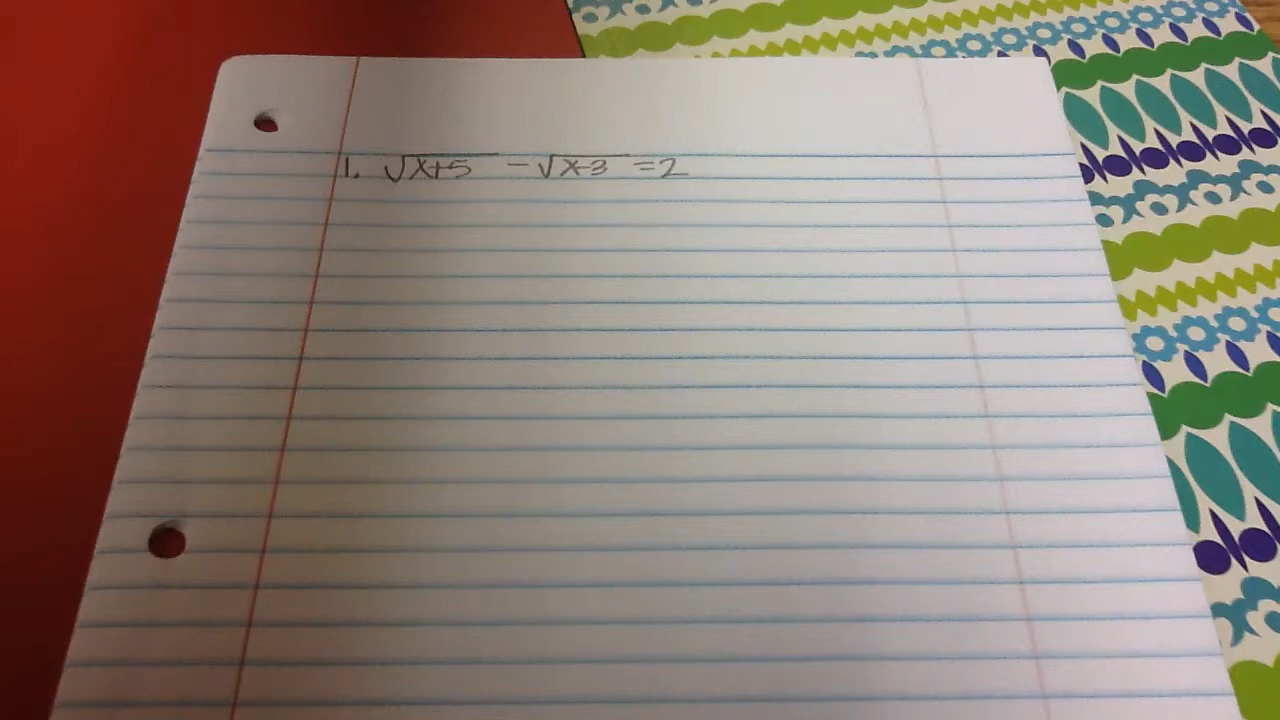 1. √x+5 - √x-3 = 2